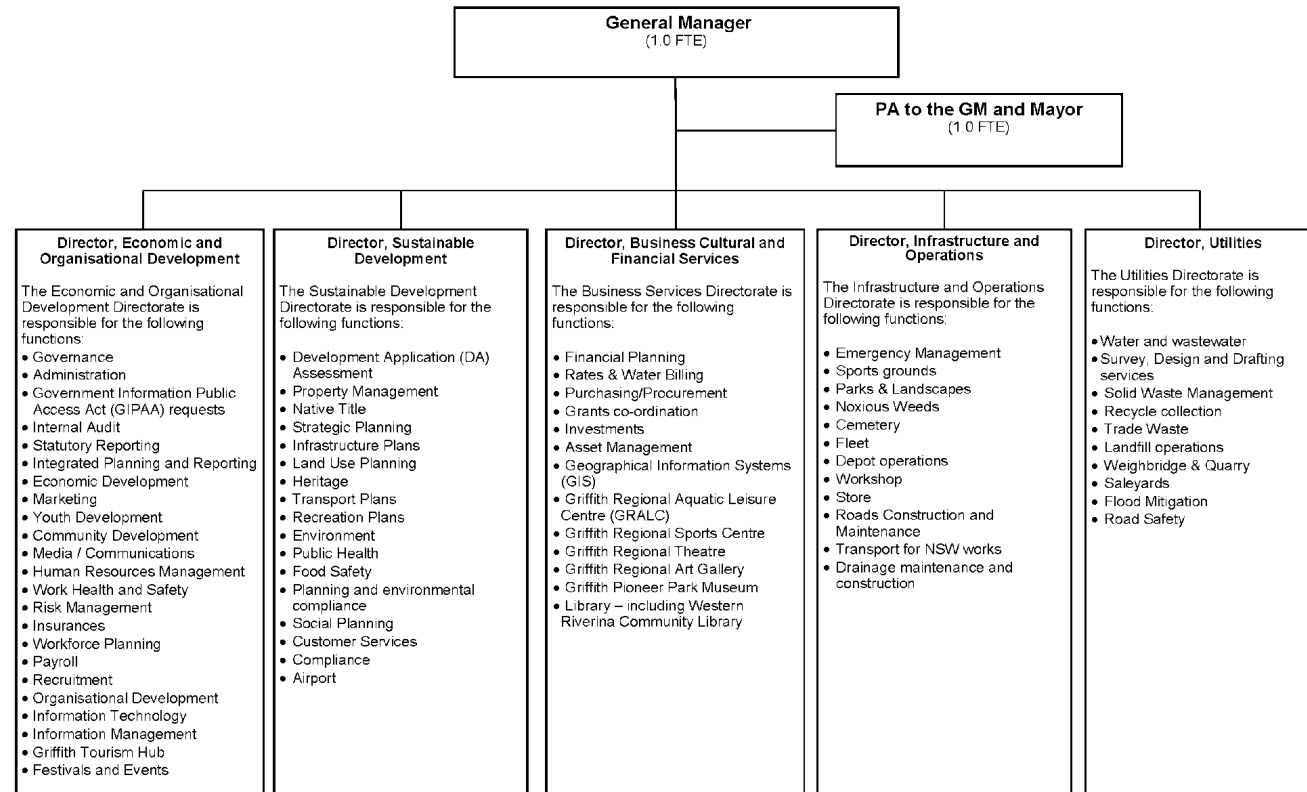 General Manager
(1.0 FTE)
PA to the GM and Mayor
(1.0 FTE)
Director, Economic and
Organisational Development
The Economic and Organisational
Development Directorate is
responsible for the following
functions:
• Governance
• Administration
• Government Information Public
Access Act (GIPAA) requests
• Internal Audit
• Statutory Reporting
• Integrated Planning and Reporting
• Economic Development
• Marketing
• Youth Development
• Community Development
• Media / Communications
• Human Resources Management
• Work Health and Safety
• Risk Management
• Insurances
• Workforce Planning
• Payroll
• Recruitment
• Organisational Development
• Information Technology
• Information Management
• Griffith Tourism Hub
• Festivals and Events
Director, Sustainable
Development
The Sustainable Development
Directorate is responsible for the
following functions:
• Development Application (DA)
Assessment
• Property Management
• Native Title
• Strategic Planning
• Infrastructure Plans
• Land Use Planning
• Heritage
• Transport Plans
• Recreation Plans
• Environment
• Public Health
• Food Safety
• Planning and environmental
compliance
• Social Planning
• Customer Services
• Compliance
• Airport
Director, Business Cultural and
Financial Services
The Business Services Directorate is
responsible for the following
functions:
• Financial Planning
• Rates & Water Billing
• Purchasing/Procurement
• Grants co-ordination
• Investments
• Asset Management
• Geographical Information Systems
(GIS)
• Griffith Regional Aquatic Leisure
Centre (GRALC)
• Griffith Regional Sports Centre
• Griffith Regional Theatre
• Griffith Regional Art Gallery
• Griffith Pioneer Park Museum
• Library – including Western
Riverina Community Library
Director, Infrastructure and
Operations
The Infrastructure and Operations
Directorate is responsible for the
following functions:
• Emergency Management
• Sports grounds
• Parks & Landscapes
• Noxious Weeds
• Cemetery
• Fleet
• Depot operations
• Workshop
• Store
• Roads Construction and
Maintenance
• Transport for NSW works
• Drainage maintenance and
construction
Director, Utilities
The Utilities Directorate is
responsible for the following
functions:
• Water and wastewater
• Survey, Design and Drafting
services
• Solid Waste Management
• Recycle collection
• Trade Waste
• Landfill operations
• Weighbridge & Quarry
• Saleyards
• Flood Mitigation
• Road Safety